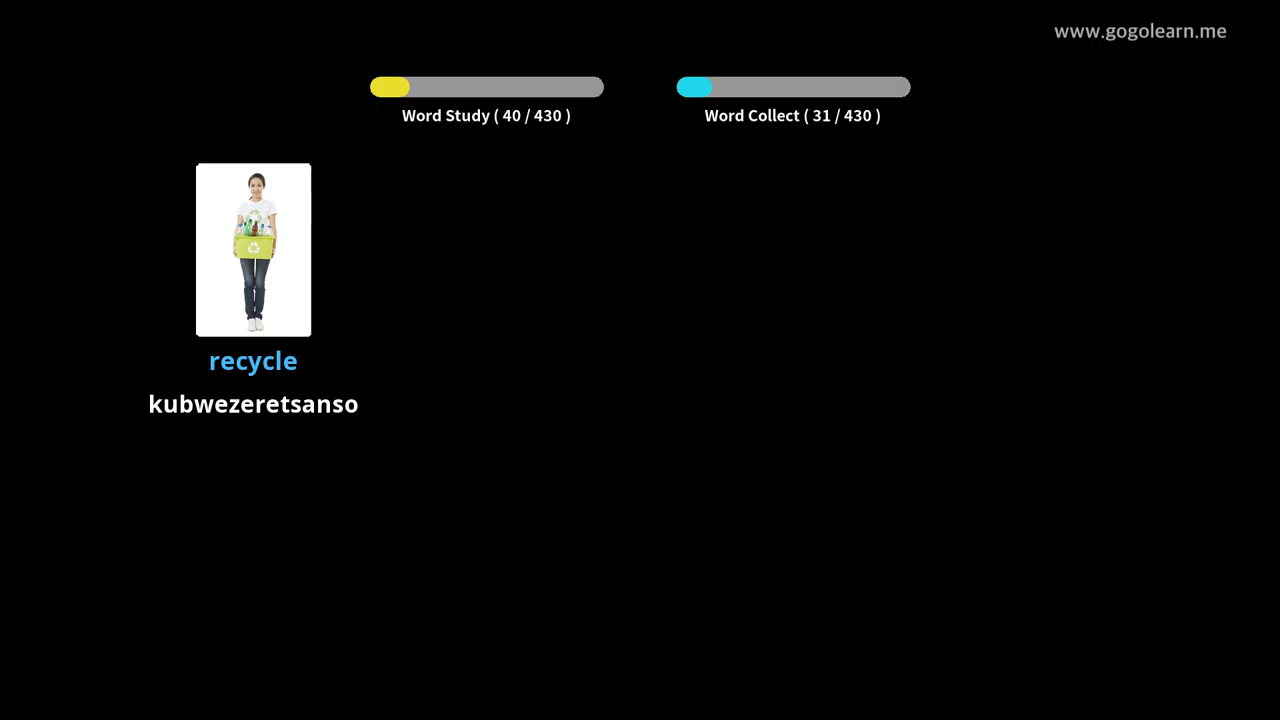 www.gogolearn.me
Word Study ( 40 / 430 )
Word Collect ( 31 / 430 )
recycle
kubwezeretsanso